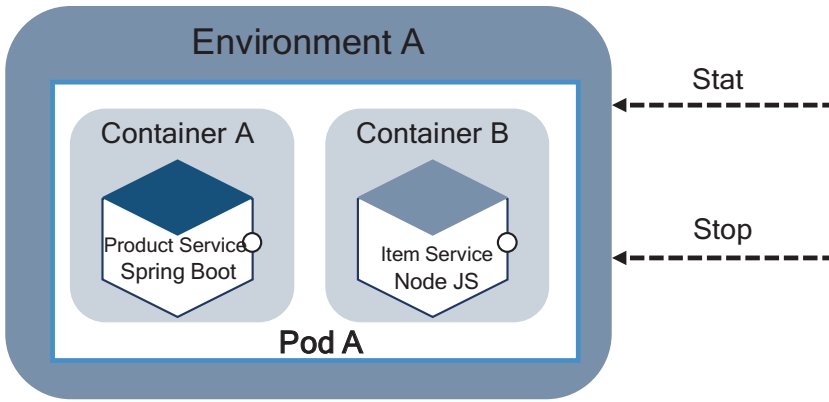 Environment A
Stat
Container A
Container B
Product Service
Spring Boot
Item Service
Node JS
Stop
Pod A